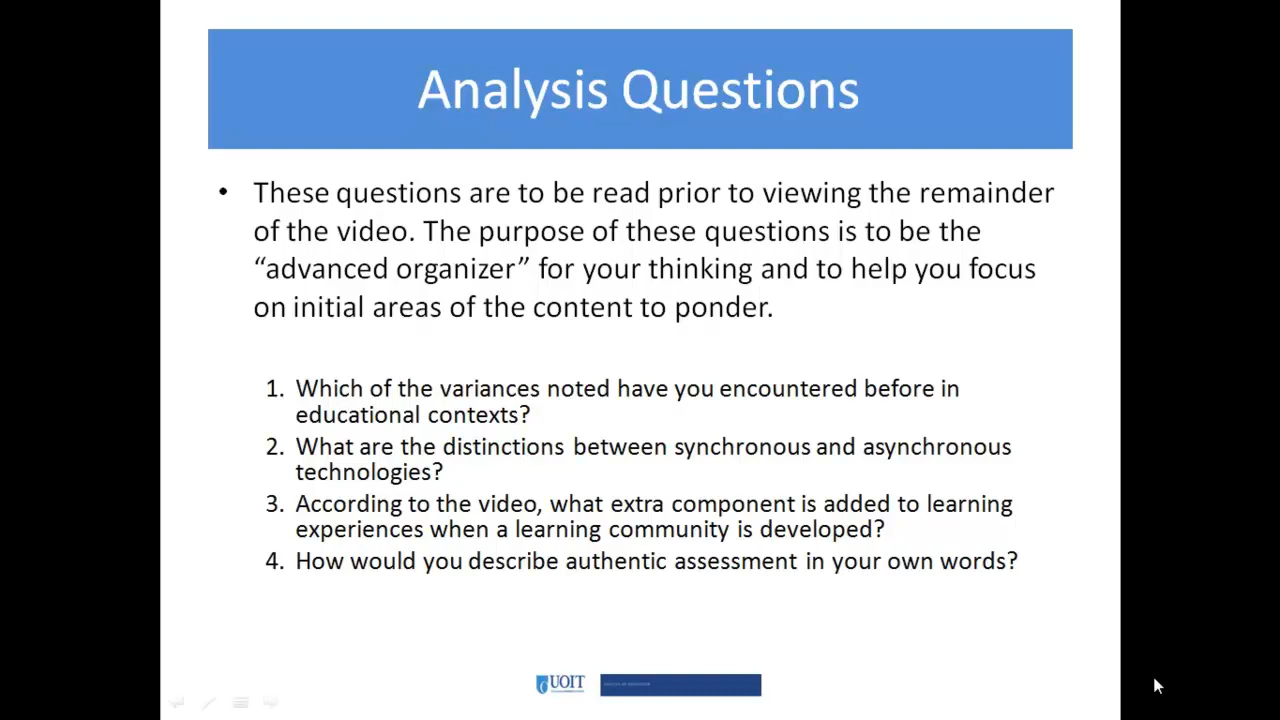 Analysis Questions
• These questions are to be read prior to viewing the remainder
of the video. The purpose of these questions is to be the
“advanced organizer” for your thinking and to help you focus
on initial areas of the content to ponder.
1. Which of the variances noted have you encountered before in
educational contexts?
2. What are the distinctions between synchronous and asynchronous
technologies?
3. According to the video, what extra component is added to learning
experiences when a learning community is developed?
4. How would you describe authentic assessment in your own words?
UOIT